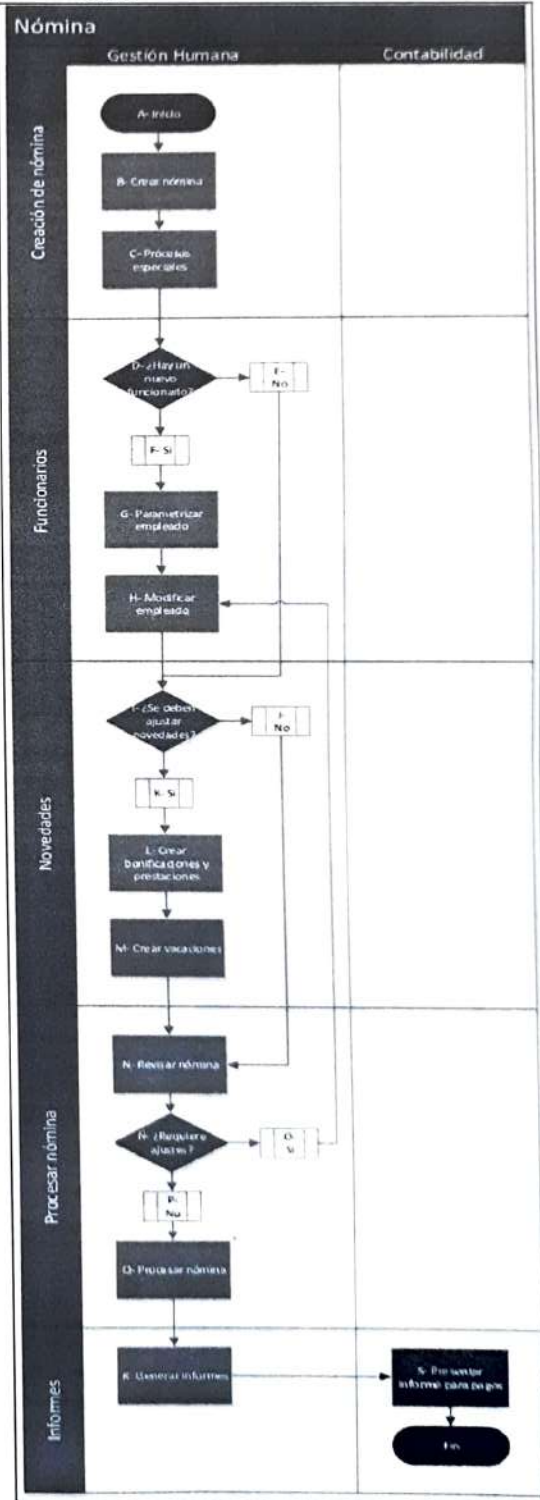 Nómina
Gestión Humana
Contabilidad
Creación de nómina
A- Inicio
B- Crear nómina
C- Procesos
especiales
Funcionarios
D- ¿Hay un
nuevo
funcionario?
No
F- Si
G- Parametrizar
empleado
H- Modificar
empleado
Novedades
I- ¿Se deben
ajustar
novedades?
J-
No
K- Si
L- Crear
bonificaciones y
prestaciones
M- Crear vacaciones
Procesar nómina
N- Revisar nómina
Ñ- ¿Requiere
ajustes?
O-
Si
P-
No
Q- Procesar nómina
Informes
R- Generar informes
S- Presentar
informe para pagos
Fin